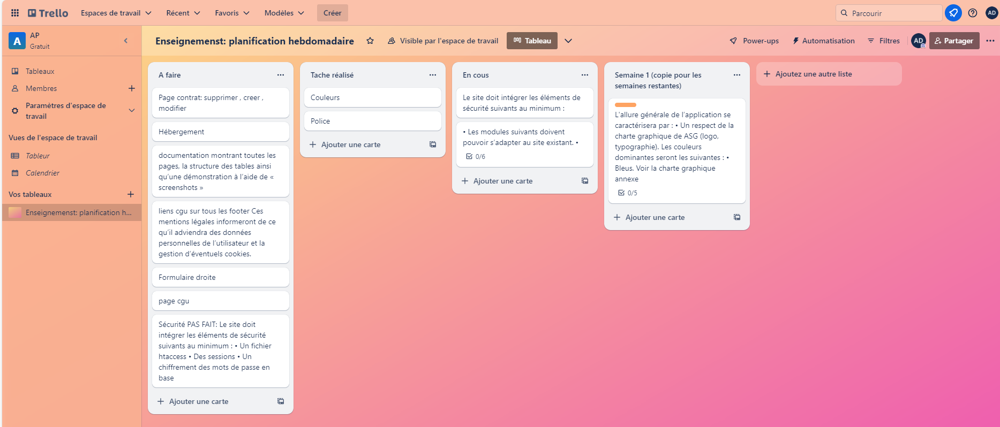 Trello
Espaces de travail
Récent
Favoris
Modèles
Créer
Parcourir
AD
A
AP
Gratuit
Enseignemenst: planification hebdomadaire
Visible par l'espace de travail
Tableau
Power-ups
Automatisation
Filtres
AD
Partager
Tableaux
Membres
Paramètres d'espace de
travail
Vues de l'espace de travail
Tableur
Calendrier
Vos tableaux
Enseignemenst: planification h...
A faire
Page contrat: supprimer , creer ,
modifier
Hébergement
documentation montrant toutes les
pages, la structure des tables ainsi
qu’une démonstration à l’aide de «
screenshots »
liens cgu sur tous les footer Ces
mentions légales informeront de ce
qu’il adviendra des données
personnelles de l’utilisateur et la
gestion d’éventuels cookies.
Formulaire droite
page cgu
Sécurité PAS FAIT: Le site doit
intégrer les éléments de sécurité
suivants au minimum : • Un fichier
htaccess • Des sessions • Un
chiffrement des mots de passe en
base
Ajouter une carte
Tache réalisé
Couleurs
Police
Ajouter une carte
En cous
Le site doit intégrer les éléments de
sécurité suivants au minimum :
• Les modules suivants doivent
pouvoir s’adapter au site existant. •
0/6
Ajouter une carte
Semaine 1 (copie pour les
semaines restantes)
L'allure générale de l’application se
caractérisera par : • Un respect de la
charte graphique de ASG (logo,
typographie). Les couleurs
dominantes seront les suivantes : •
Bleus. Voir la charte graphique
annexe
0/5
Ajouter une carte
Ajoutez une autre liste